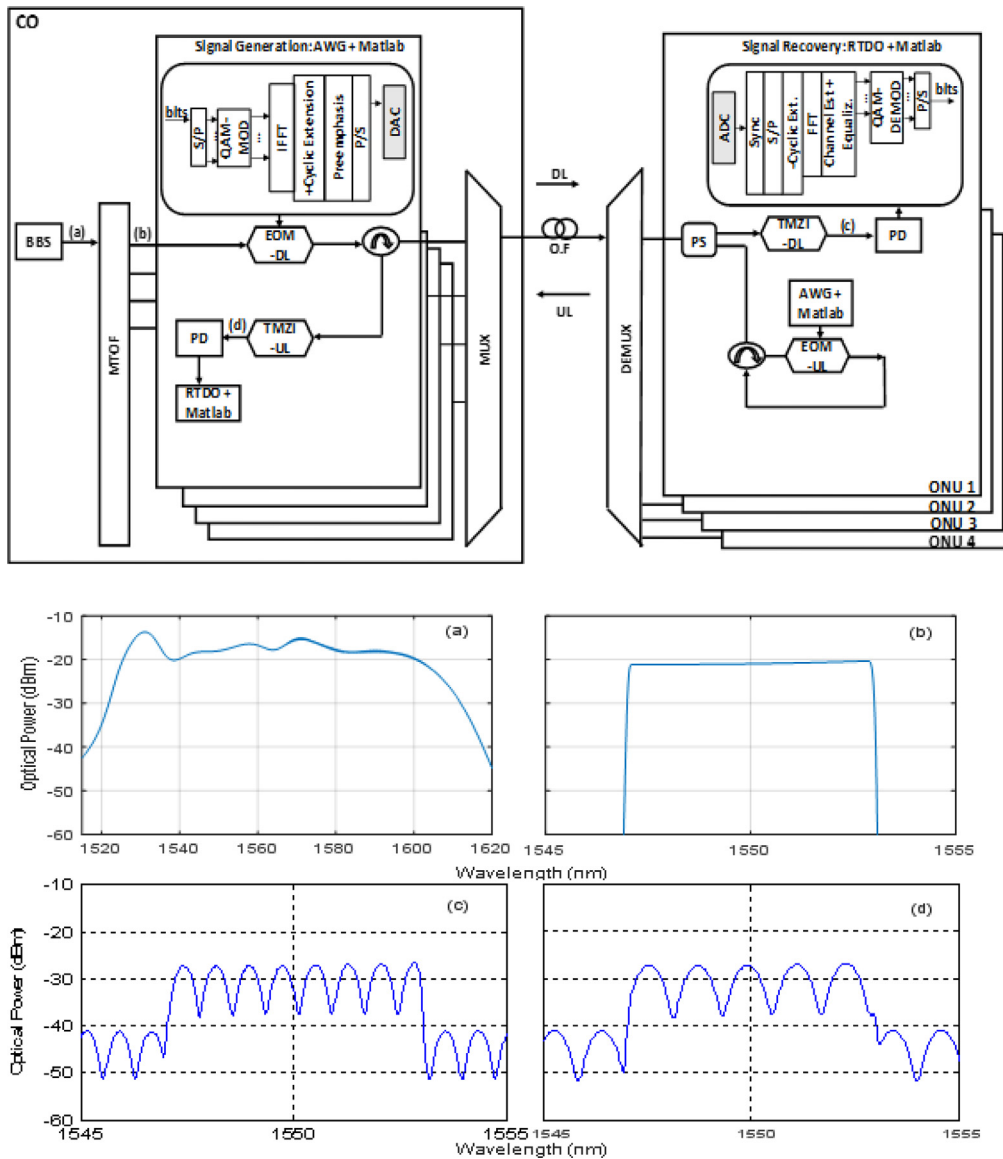 CO
Signal Generation:AWG+Matlab
bits
S/P
...
...
QAM-
MOD
...
...
IFFT
+Cyclic Extension
Preemphasis
P/S
DAC
BBS
(a)
MTOF
(b)
EOM
-DL
PD
(d)
TMZI
-UL
RTDO+
Matlab
MUX
DL
O.F
UL
DEMUX
Signal Recovery:RTDO+Matlab
ADC
Sync
S/P
-Cyclic Ext.
FFT
Channel Est+
Equaliz.
...
...
QAM-
DEMOD
...
...
P/S
bits
PS
TMZI
-DL
(c)
PD
AWG+
Matlab
EOM
-UL
ONU 1
ONU 2
ONU 3
ONU 4
-10
-20
-30
-40
-50
-60
Optical Power (dBm)
(a)
1520 1540 1560 1580 1600 1620
(b)
1545 1550 1555
Wavelength (nm)
-10
-20
-30
-40
-50
-60
Optical Power (dBm)
(c)
1545 1550 1555
(d)
1545 1550 1555
Wavelength (nm)